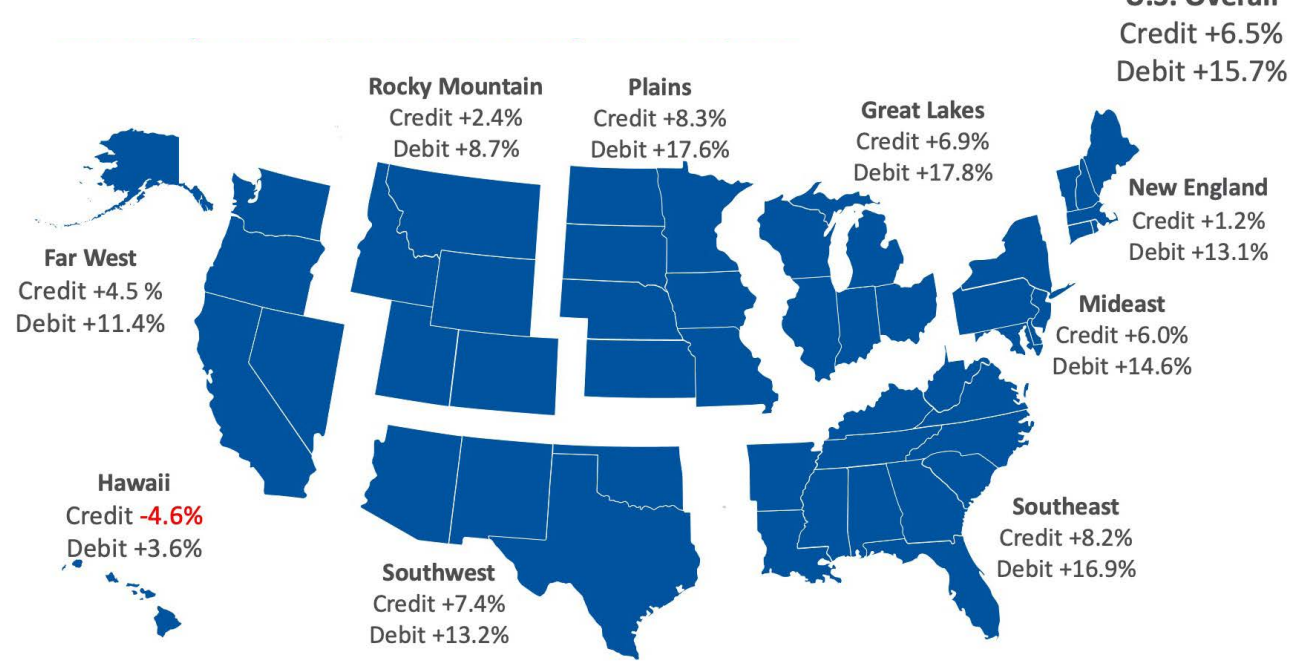 U.S. Overall
Credit +6.5%
Debit +15.7%
Rocky Mountain
Credit +2.4%
Debit +8.7%
Plains
Credit +8.3%
Debit +17.6%
Great Lakes
Credit +6.9%
Debit +17.8%
New England
Credit +1.2%
Debit +13.1%
Far West
Credit +4.5 %
Debit +11.4%
Mideast
Credit +6.0%
Debit +14.6%
Hawaii
Credit -4.6%
Debit +3.6%
Southwest
Credit +7.4%
Debit +13.2%
Southeast
Credit +8.2%
Debit +16.9%